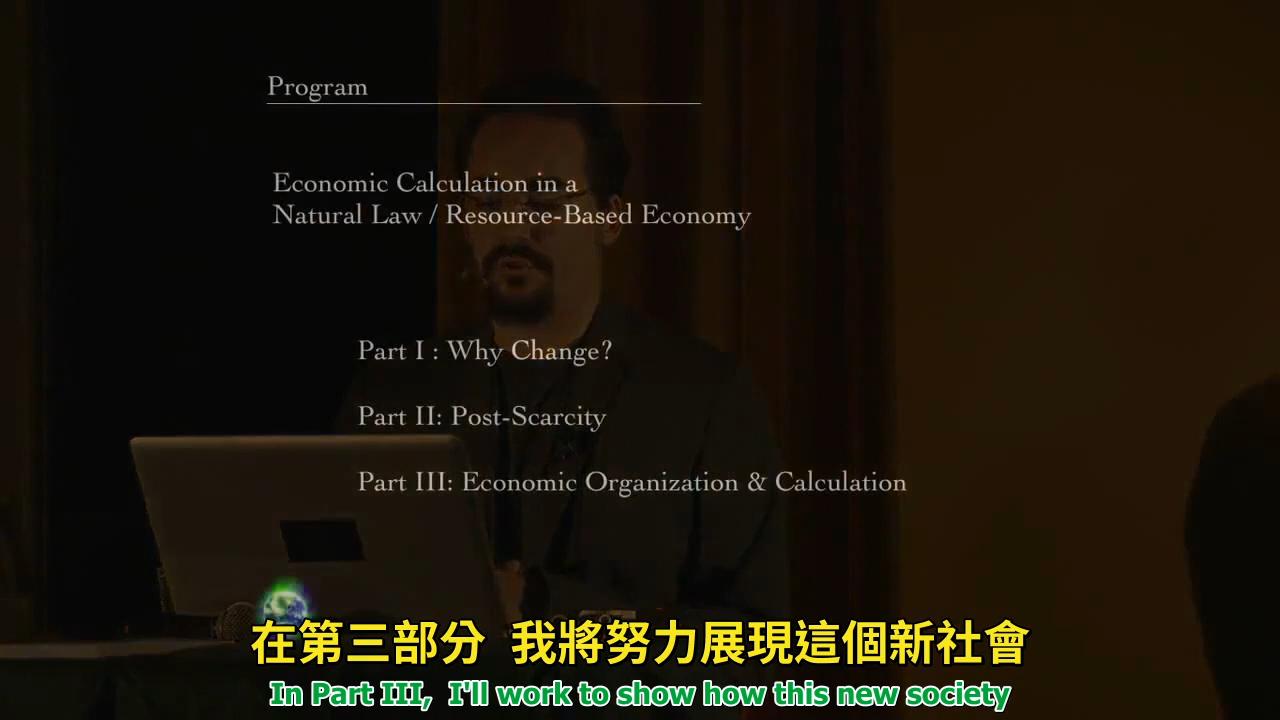 Program
Economic Calculation in a
Natural Law / Resource-Based Economy
Part I : Why Change?
Part II: Post-Scarcity
Part III: Economic Organization & Calculation
在第三部分 我將努力展現這個新社會
In Part III, I'll work to show how this new society